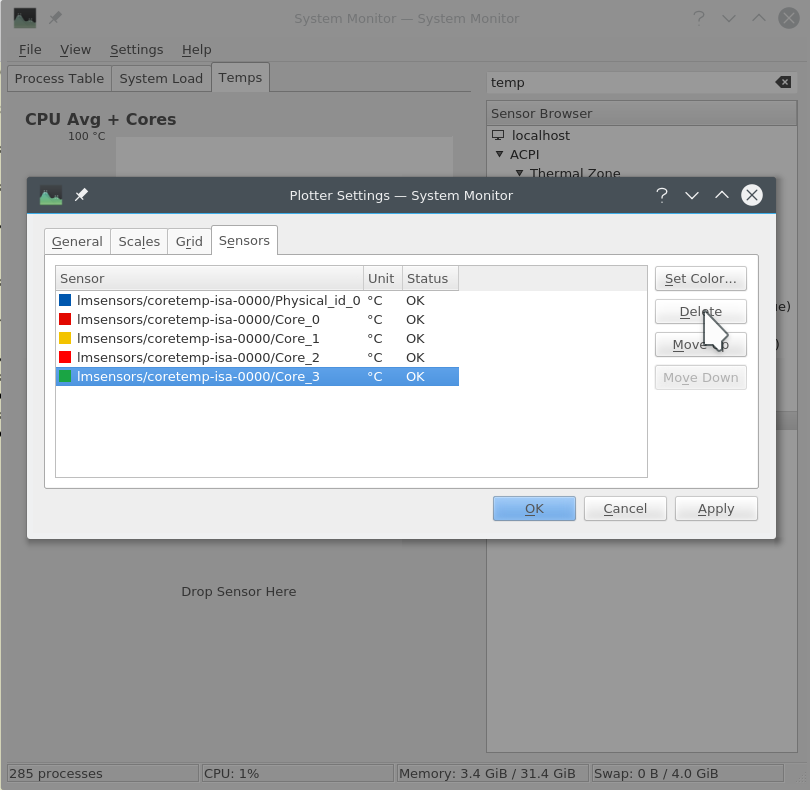 System Monitor — System Monitor
File View Settings Help
Process Table System Load Temps
temp
CPU Avg + Cores
100 °C
Sensor Browser
localhost
ACPI
Thermal Zone
Plotter Settings — System Monitor
General Scales Grid Sensors
Sensor Unit Status
lmsensors/coretemp-isa-0000/Physical_id_0 °C OK
lmsensors/coretemp-isa-0000/Core_0 °C OK
lmsensors/coretemp-isa-0000/Core_1 °C OK
lmsensors/coretemp-isa-0000/Core_2 °C OK
lmsensors/coretemp-isa-0000/Core_3 °C OK
Set Color...
Delete
Move Up
Move Down
OK Cancel Apply
Drop Sensor Here
285 processes CPU: 1% Memory: 3.4 GiB / 31.4 GiB Swap: 0 B / 4.0 GiB